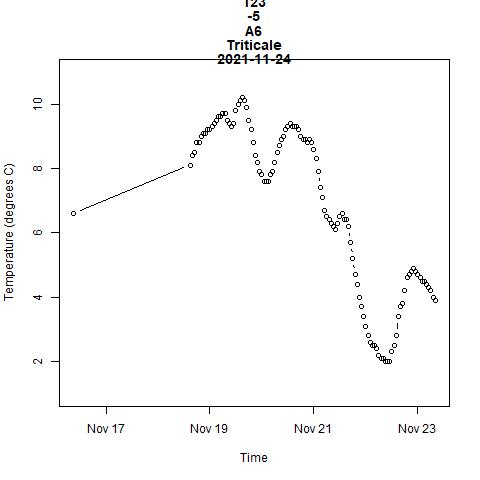 123
-5
A6
Triticale
2021-11-24
Temperature (degrees C)
10
8
6
4
2
Nov 17
Nov 19
Nov 21
Nov 23
Time